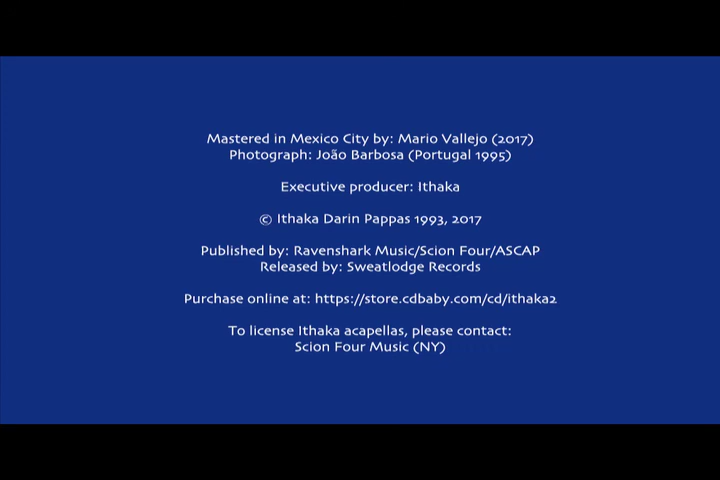 Mastered in Mexico City by: Mario Vallejo (2017)
Photograph: João Barbosa (Portugal 1995)
Executive producer: Ithaka
© Ithaka Darin Pappas 1993, 2017
Published by: Ravenshark Music/Scion Four/ASCAP
Released by: Sweatlodge Records
Purchase online at: https://store.cdbaby.com/cd/ithaka2
To license Ithaka acapellas, please contact:
Scion Four Music (NY)